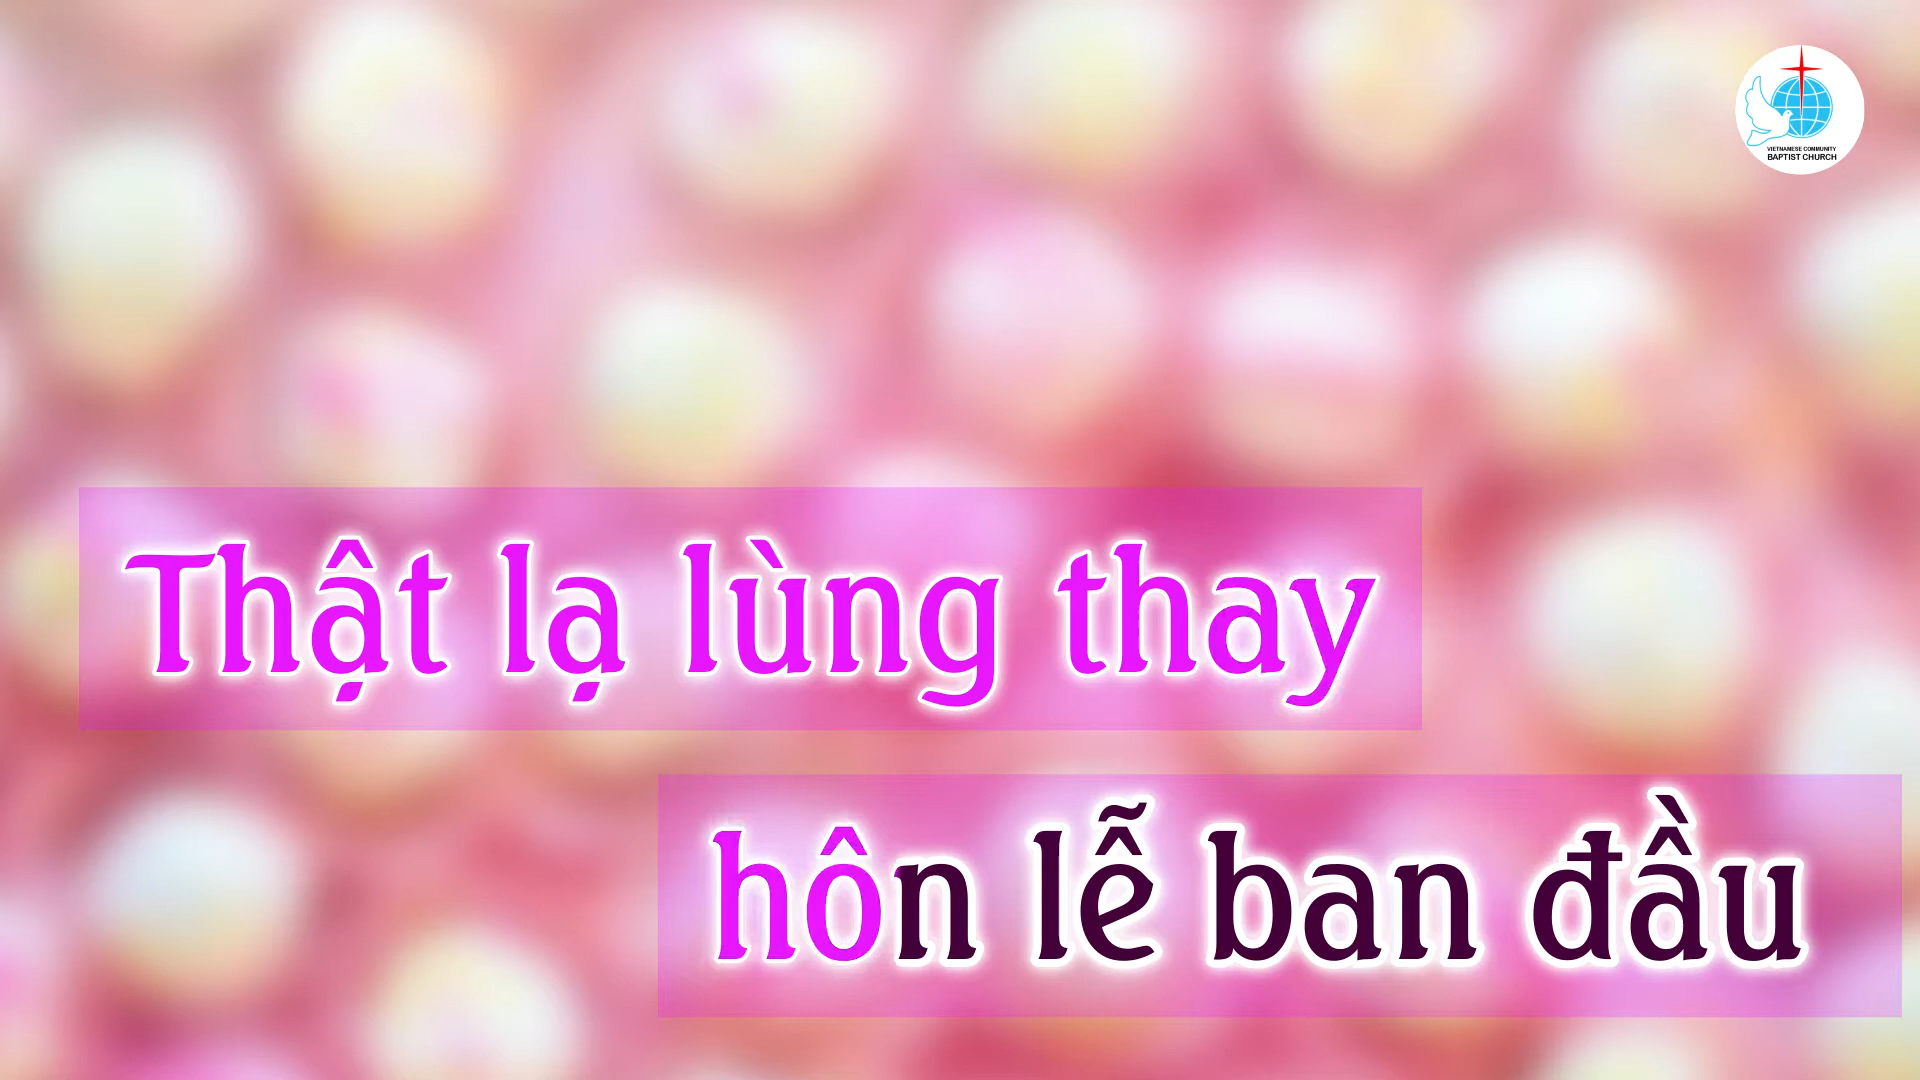 VIETNAMESE COMMUNITY
BAPTIST CHURCH
Thật lạ lùng thay
hôn lễ ban đầu